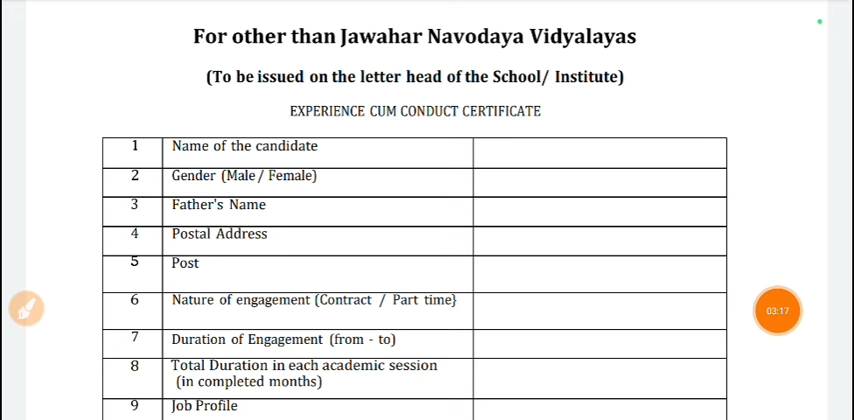 For other than Jawahar Navodaya Vidyalayas
(To be issued on the letter head of the School/ Institute)
EXPERIENCE CUM CONDUCT CERTIFICATE
1 Name of the candidate
2 Gender (Male / Female)
3 Father's Name
4 Postal Address
5 Post
6 Nature of engagement (Contract / Part time}
03:17
7 Duration of Engagement (from - to)
8 Total Duration in each academic session
(in completed months)
9 Job Profile